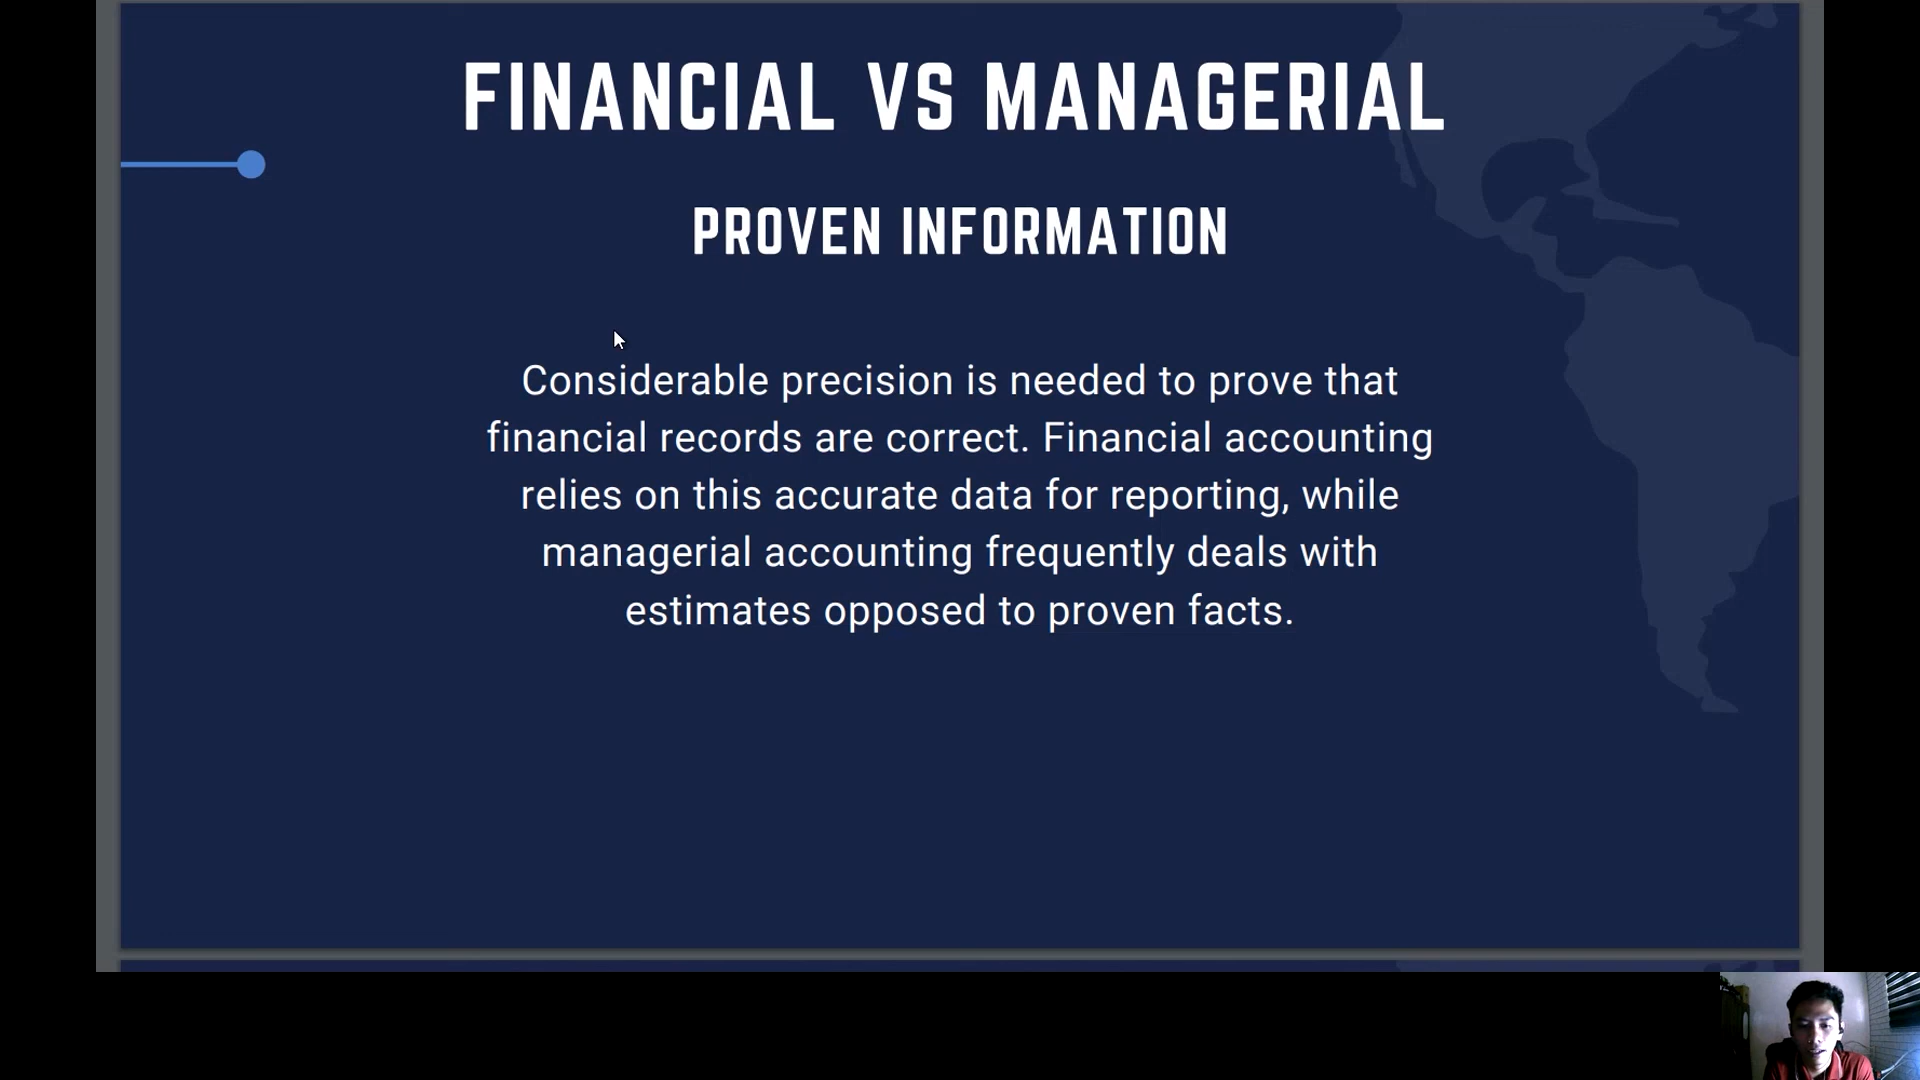 FINANCIAL VS MANAGERIAL
PROVEN INFORMATION
Considerable precision is needed to prove that
financial records are correct. Financial accounting
relies on this accurate data for reporting, while
managerial accounting frequently deals with
estimates opposed to proven facts.